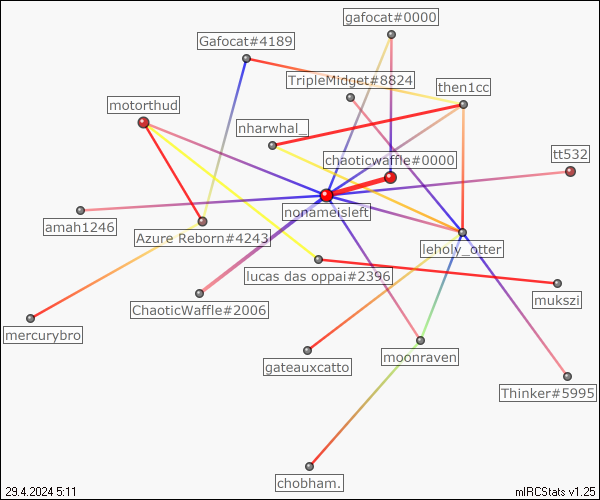 gafocat#0000
Gafocat#4189
TripleMidget#8824
then1cc
motorthud
nharwhal_
chaoticwaffle#0000
tt532
nonameisleft
amah1246
Azure Reborn#4243
leholy_otter
lucas das oppai#2396
ChaoticWaffle#2006
mukszi
mercurybro
moonraven
gateauxcatto
Thinker#5995
chobham.
29.4.2024 5:11
mIRCStats v1.25